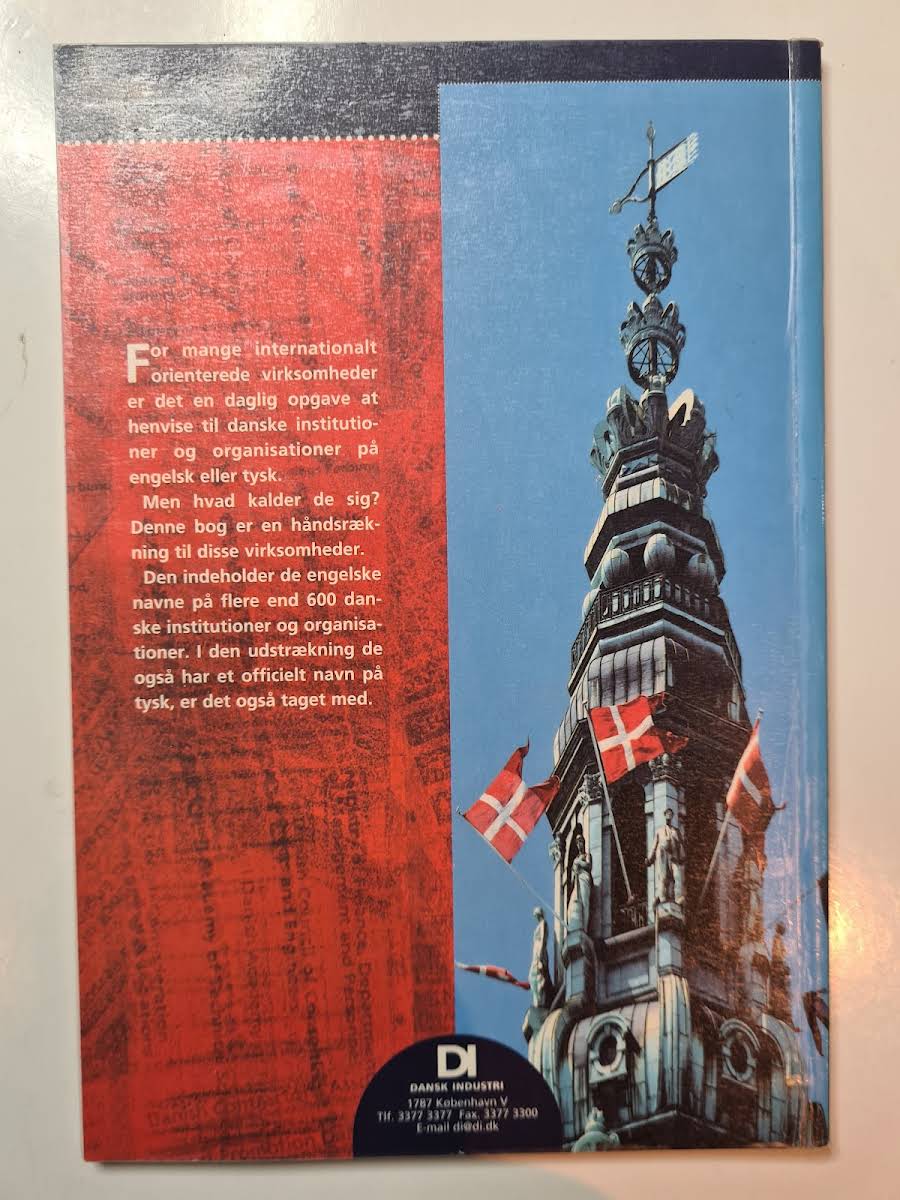 For mange internationalt
orienterede virksomheder
er det en daglig opgave at
henvise til danske institutio-
ner og organisationer på
engelsk eller tysk.
Men hvad kalder de sig?
Denne bog er en håndsræk-
ning til disse virksomheder.
Den indeholder de engelske
navne på flere end 600 dan-
ske institutioner og organisa-
tioner. I den udstrækning de
også har et officielt navn på
tysk, er det også taget med.
DI
DANSK INDUSTRI
1787 København V
Tlf. 3377 3377 Fax. 3377 3300
E-mail di@di.dk